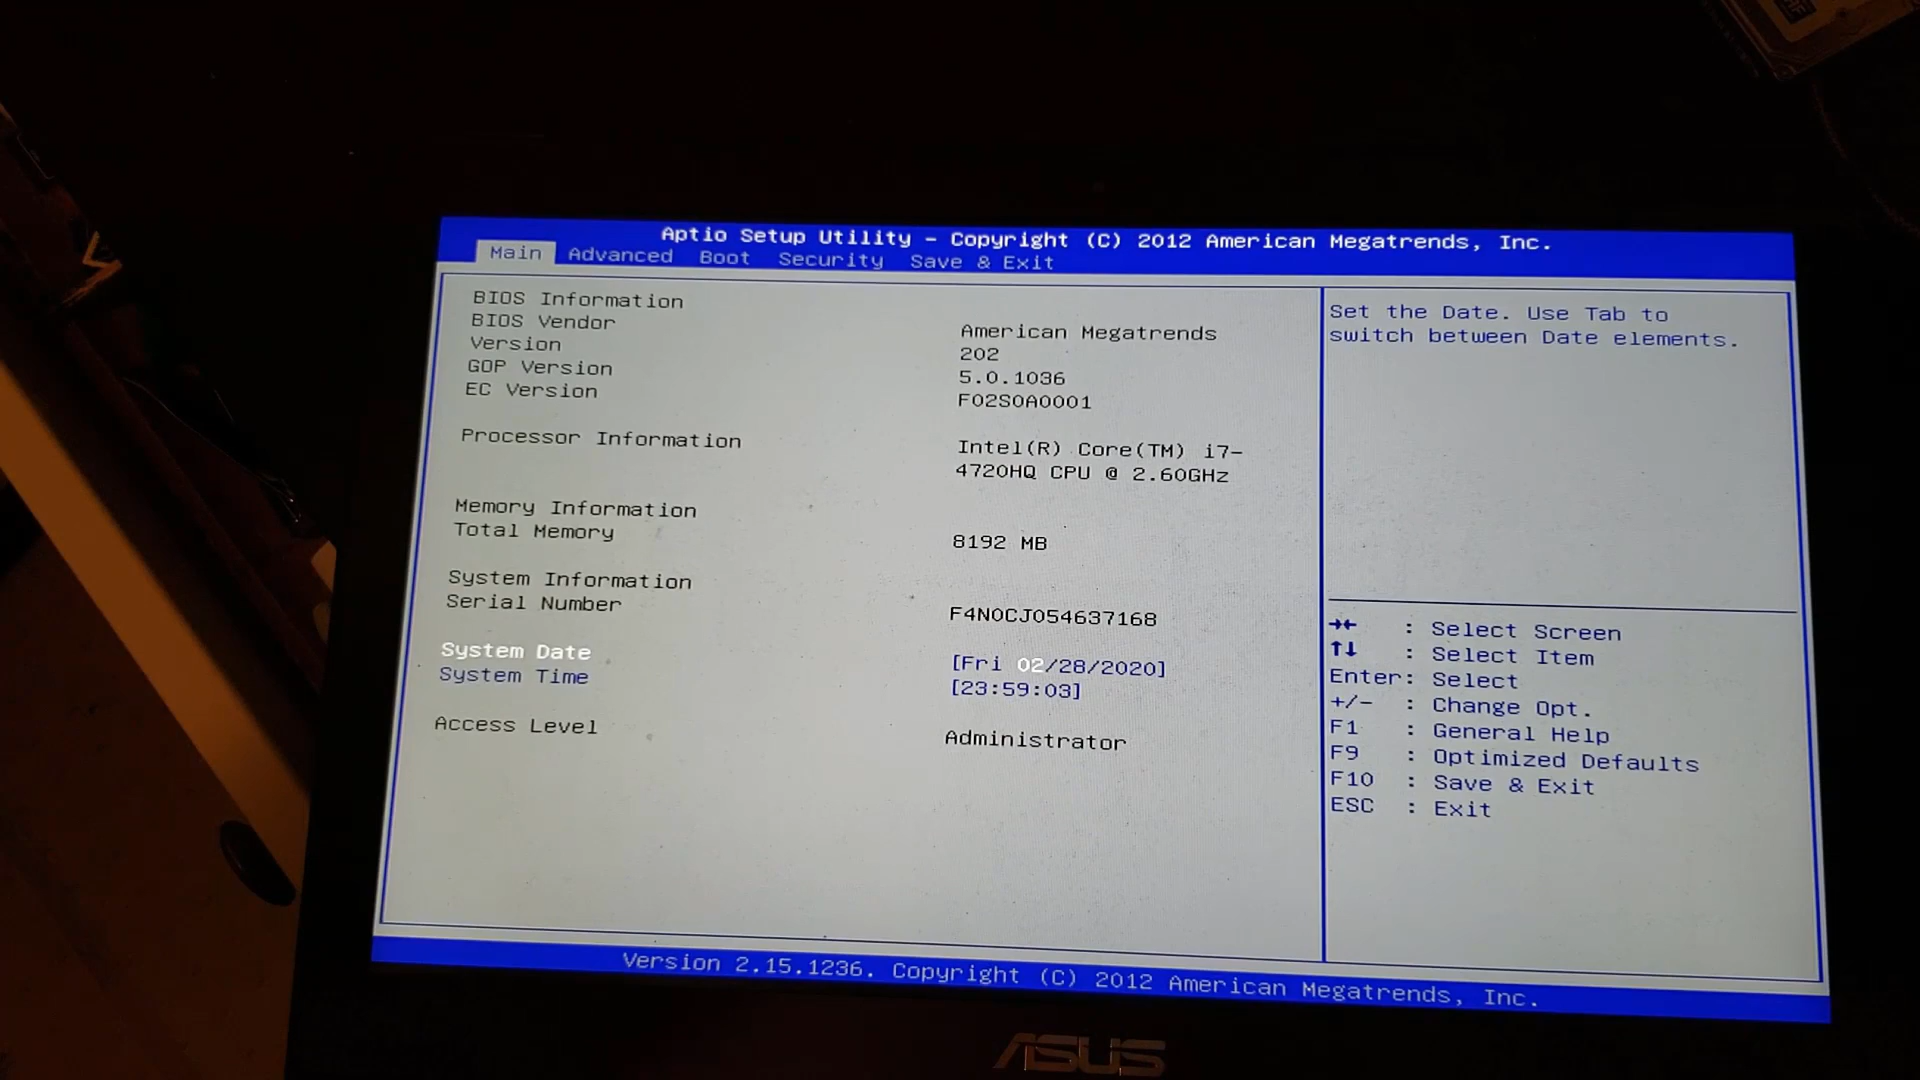 Aptio Setup Utility - Copyright (C) 2012 American Megatrends, Inc.
Main Advanced Boot Security Save & Exit
BIOS Information
BIOS Vendor American Megatrends
Version 202
GOP Version 5.0.1036
EC Version F02S0A0001
Processor Information Intel(R) Core(TM) i7-
4720HQ CPU @ 2.60GHz
Memory Information
Total Memory 8192 MB
System Information
Serial Number F4N0CJ054637168
System Date [Fri 02/28/2020]
System Time [23:59:03]
Access Level Administrator
Set the Date. Use Tab to
switch between Date elements.
→← : Select Screen
↑↓ : Select Item
Enter: Select
+/- : Change Opt.
F1 : General Help
F9 : Optimized Defaults
F10 : Save & Exit
ESC : Exit
Version 2.15.1236. Copyright (C) 2012 American Megatrends, Inc.
ASUS